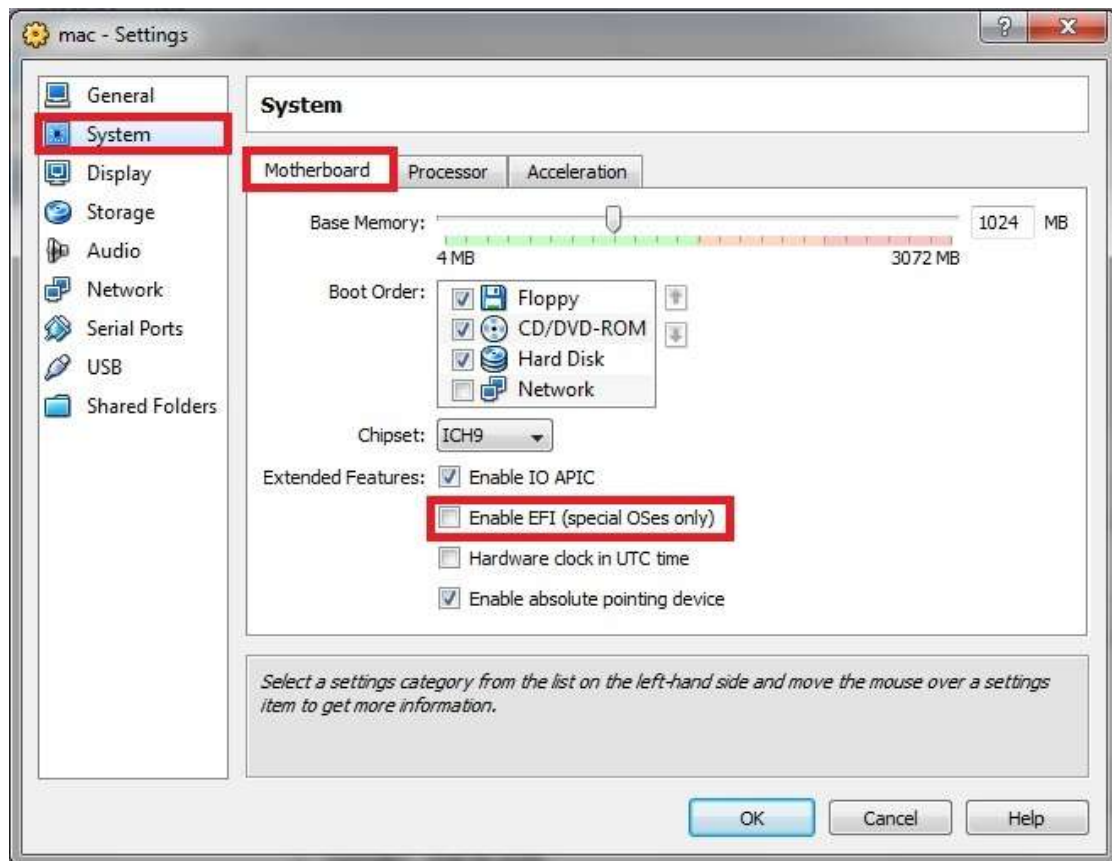 mac - Settings
General
System
Display
Storage
Audio
Network
Serial Ports
USB
Shared Folders
System
Motherboard Processor Acceleration
Base Memory: 1024 MB
4 MB 3072 MB
Boot Order: Floppy
CD/DVD-ROM
Hard Disk
Network
Chipset: ICH9
Extended Features: Enable IO APIC
Enable EFI (special OSes only)
Hardware clock in UTC time
Enable absolute pointing device
Select a settings category from the list on the left-hand side and move the mouse over a settings
item to get more information.
OK Cancel Help